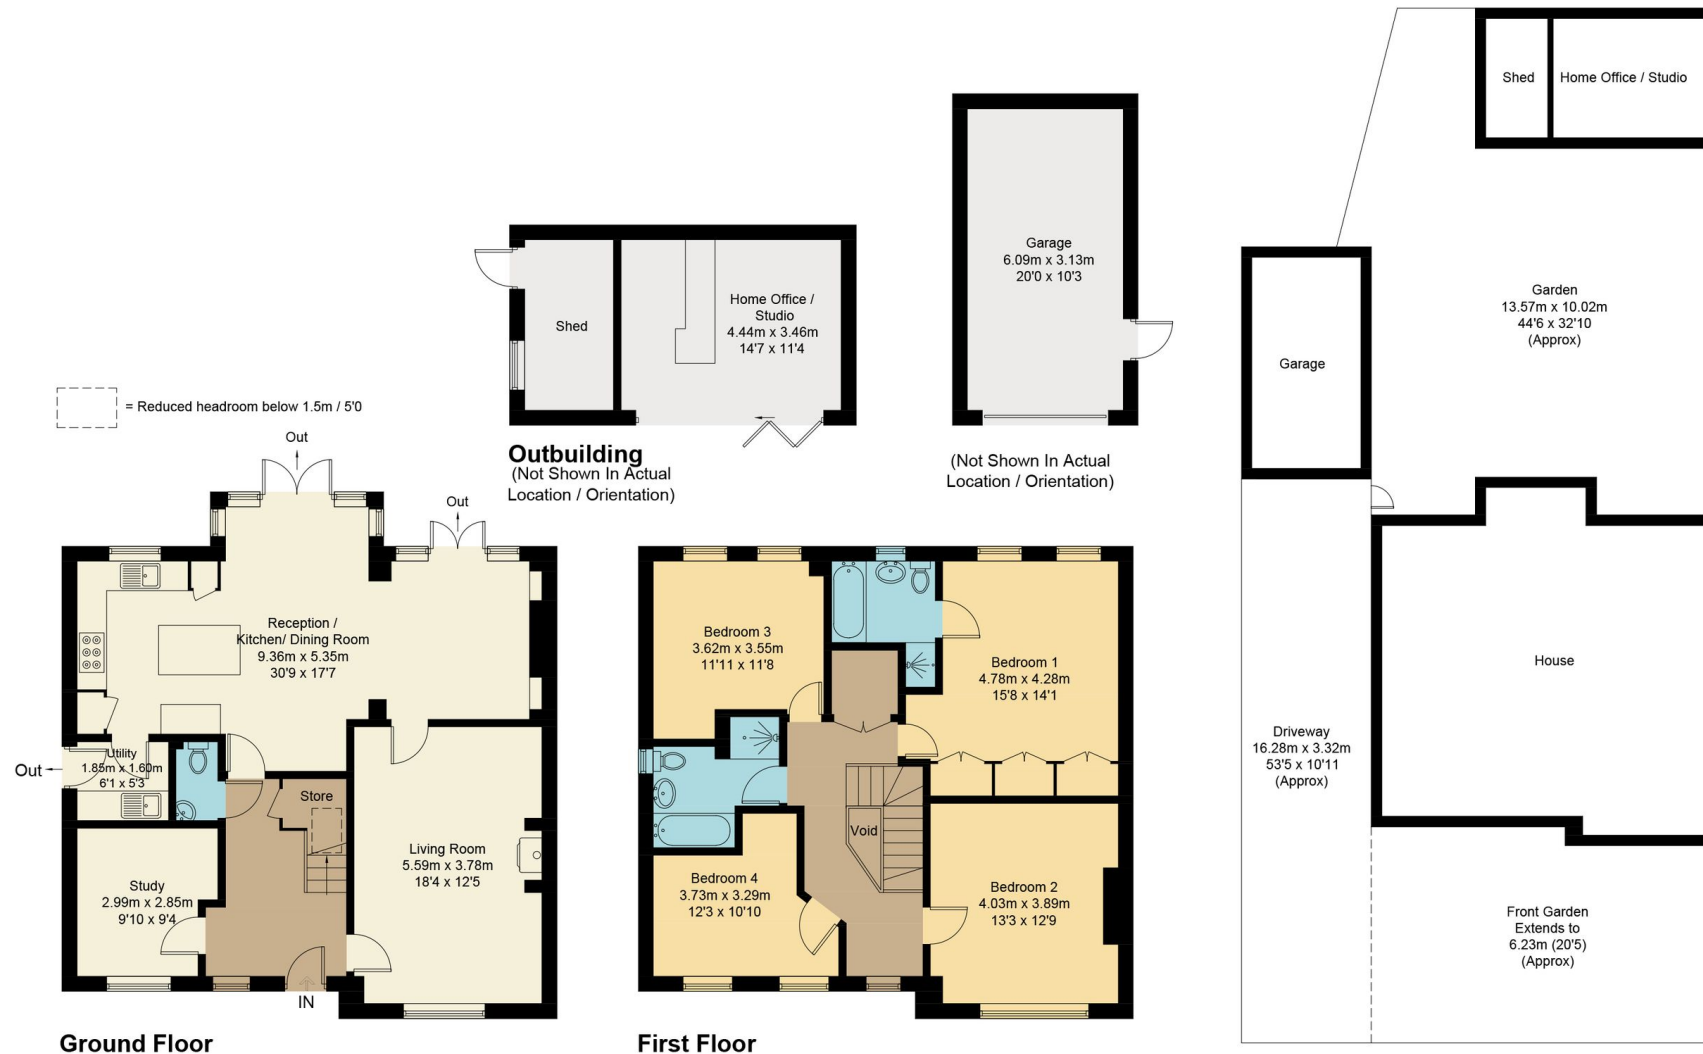 Shed
Home Office / Studio
Garage
6.09m x 3.13m
20'0 x 10'3
Home Office /
Studio
4.44m x 3.46m
14'7 x 11'4
Shed
Garden
13.57m x 10.02m
44'6 x 32'10
(Approx)
Garage
= Reduced headroom below 1.5m / 5'0
Outbuilding
(Not Shown In Actual
Location / Orientation)
(Not Shown In Actual
Location / Orientation)
Out
Out
Reception /
Kitchen/ Dining Room
9.36m x 5.35m
30'9 x 17'7
Utility
1.85m x 1.60m
6'1 x 5'3
Out
Store
Living Room
5.59m x 3.78m
18'4 x 12'5
Study
2.99m x 2.85m
9'10 x 9'4
IN
Ground Floor
Bedroom 3
3.62m x 3.55m
11'11 x 11'8
Bedroom 1
4.78m x 4.28m
15'8 x 14'1
Void
Bedroom 4
3.73m x 3.29m
12'3 x 10'10
Bedroom 2
4.03m x 3.89m
13'3 x 12'9
First Floor
House
Driveway
16.28m x 3.32m
53'5 x 10'11
(Approx)
Front Garden
Extends to
6.23m (20'5)
(Approx)